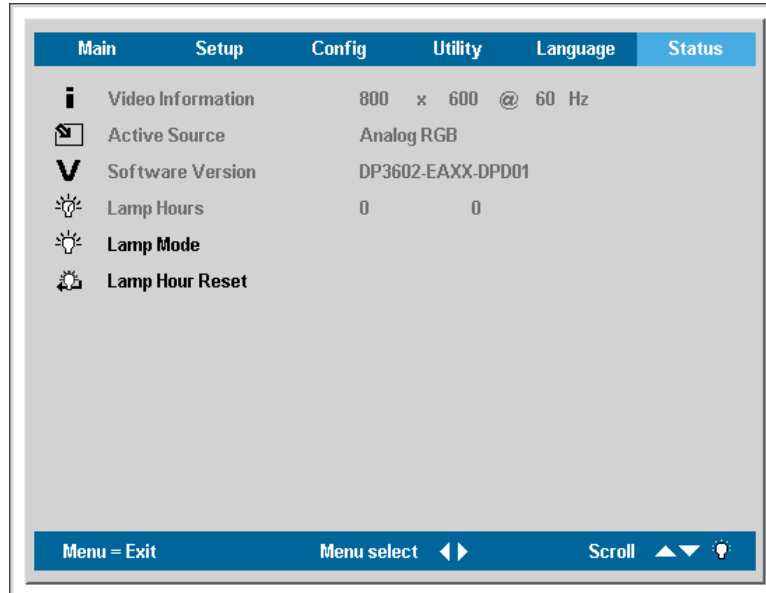 Main Setup Config Utility Language Status
i Video Information 800 x 600 @ 60 Hz
Active Source Analog RGB
V Software Version DP3602-EAXX-DPD01
Lamp Hours 0 0
Lamp Mode
Lamp Hour Reset
Menu = Exit Menu select Scroll